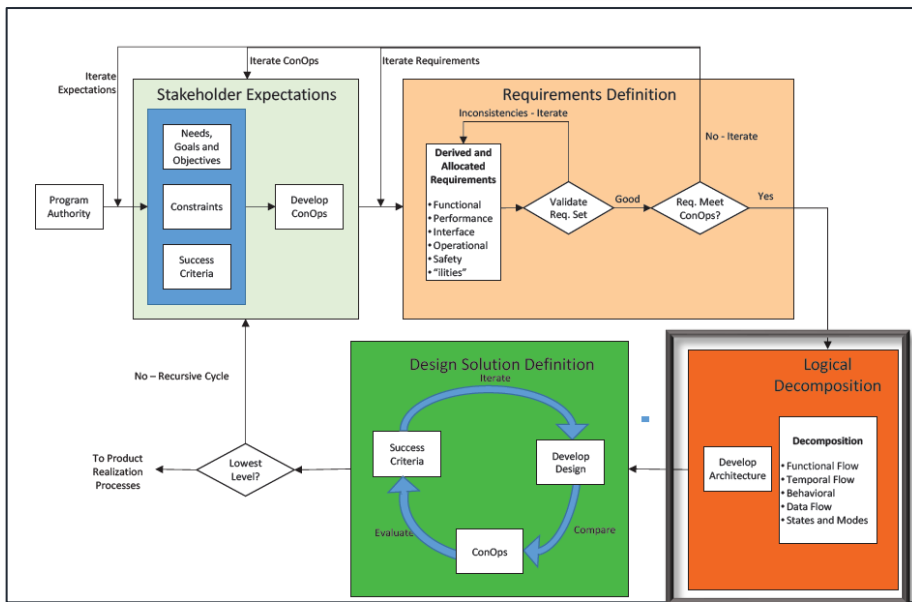 Iterate
Expectations
Iterate ConOps
Iterate Requirements
Stakeholder Expectations
Requirements Definition
Inconsistencies - Iterate
No - Iterate
Program
Authority
Needs,
Goals and
Objectives
Constraints
Success
Criteria
Develop
ConOps
Derived and
Allocated
Requirements
• Functional
• Performance
• Interface
• Operational
• Safety
• “ilities”
Validate
Req. Set
Good
Req. Meet
ConOps?
Yes
Logical
Decomposition
Decomposition
• Functional Flow
• Temporal Flow
• Behavioral
• Data Flow
• States and Modes
Develop
Architecture
Design Solution Definition
Iterate
Success
Criteria
Develop
Design
Evaluate
Compare
ConOps
No – Recursive Cycle
Lowest
Level?
To Product
Realization
Processes